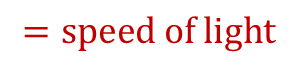 = speed of light